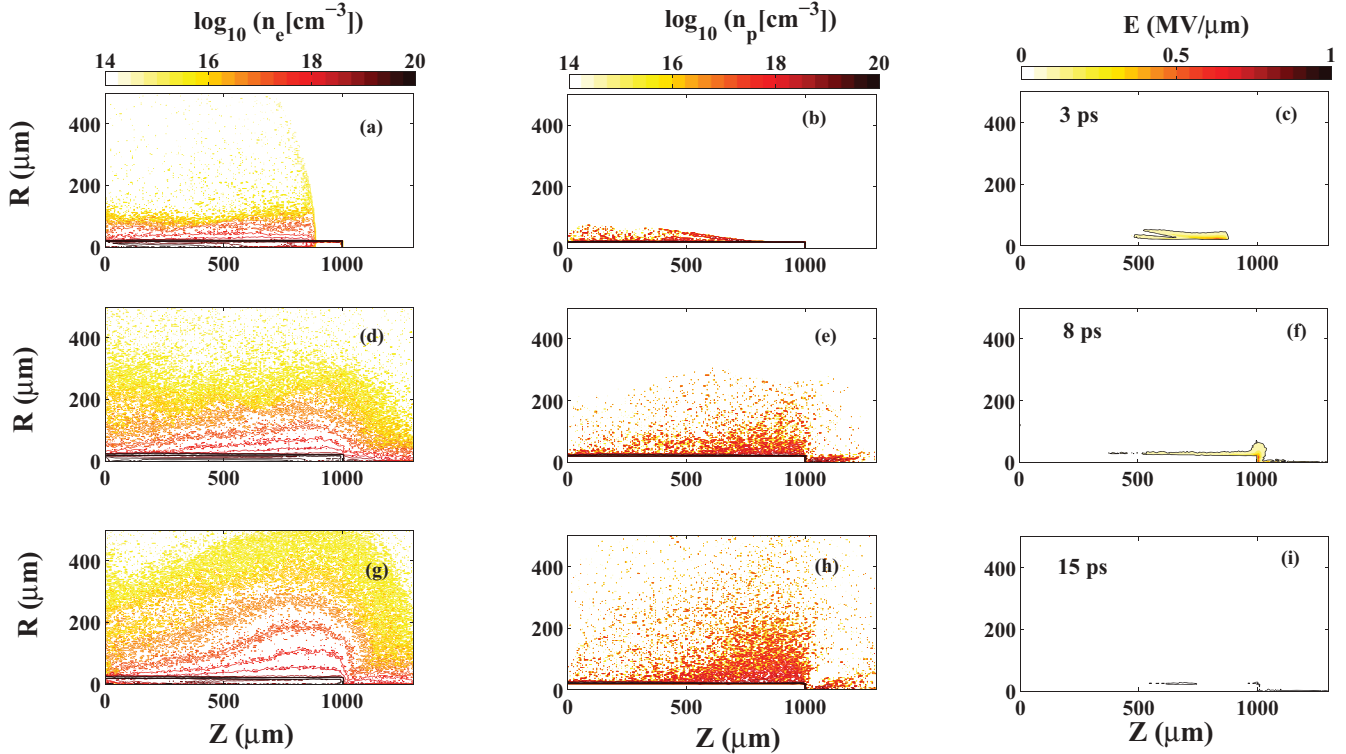 log10 (ne[cm−3]) log10 (np[cm−3]) E (MV/μm)
14 16 18 20 14 16 18 20 0 0.5 1
R (μm) 400 200 0 (a) 0 500 1000
(b) 0 500 1000
400 200 0 3 ps (c) 0 500 1000
R (μm) 400 200 0 (d) 0 500 1000
400 200 0 (e) 0 500 1000
400 200 0 8 ps (f) 0 500 1000
R (μm) 400 200 0 (g) 0 500 1000
400 200 0 (h) 0 500 1000
400 200 0 15 ps (i) 0 500 1000
Z (μm) Z (μm) Z (μm)